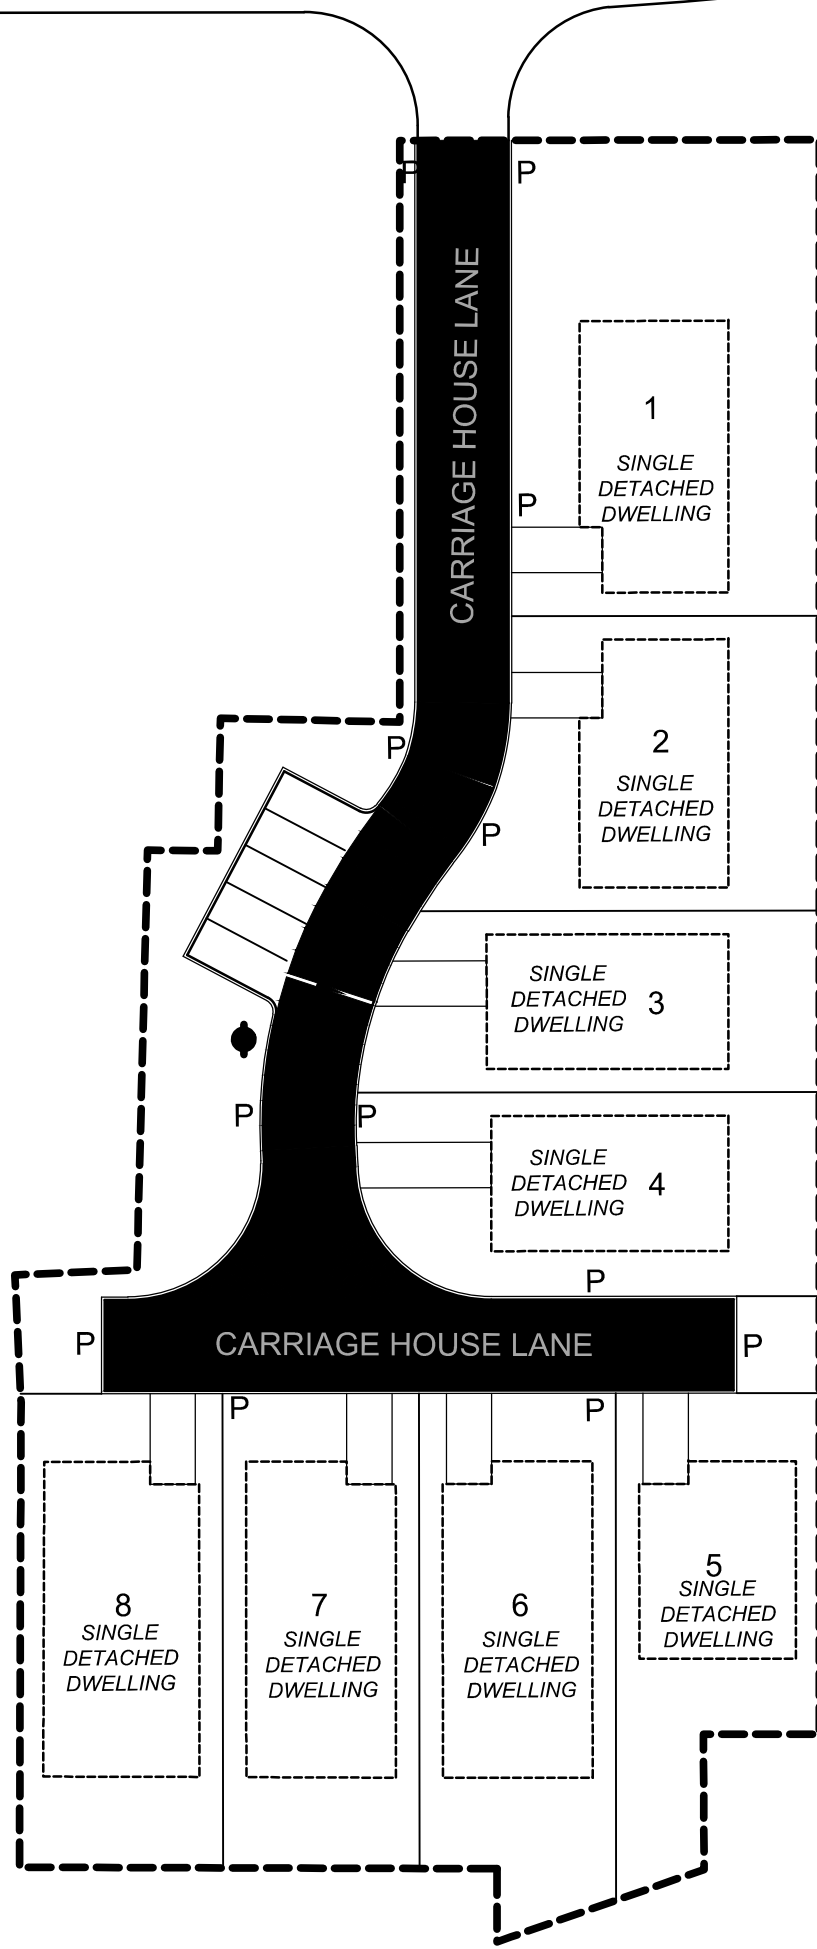 P
P
CARRIAGE HOUSE LANE
1
SINGLE
DETACHED
DWELLING
P
P
2
SINGLE
DETACHED
DWELLING
P
SINGLE
DETACHED
DWELLING
3
P
P
SINGLE
DETACHED
DWELLING
4
P
P
CARRIAGE HOUSE LANE
P
P
P
8
SINGLE
DETACHED
DWELLING
7
SINGLE
DETACHED
DWELLING
6
SINGLE
DETACHED
DWELLING
5
SINGLE
DETACHED
DWELLING